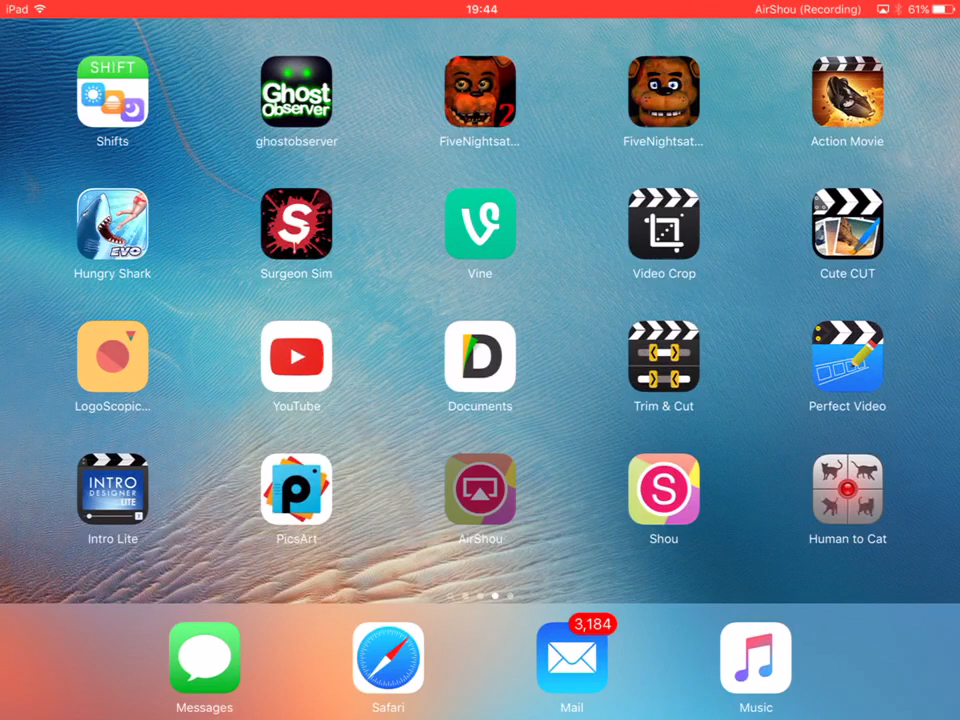 iPad 19:44 AirShou (Recording) 61%
SHIFT Ghost Observer 2
Shifts ghostobserver FiveNightsat... FiveNightsat... Action Movie
EVO S
Hungry Shark Surgeon Sim Vine Video Crop Cute CUT
D
LogoScopic... YouTube Documents Trim & Cut Perfect Video
INTRO
DESIGNER
LITE
P S
Intro Lite PicsArt AirShou Shou Human to Cat
3,184
Messages Safari Mail Music